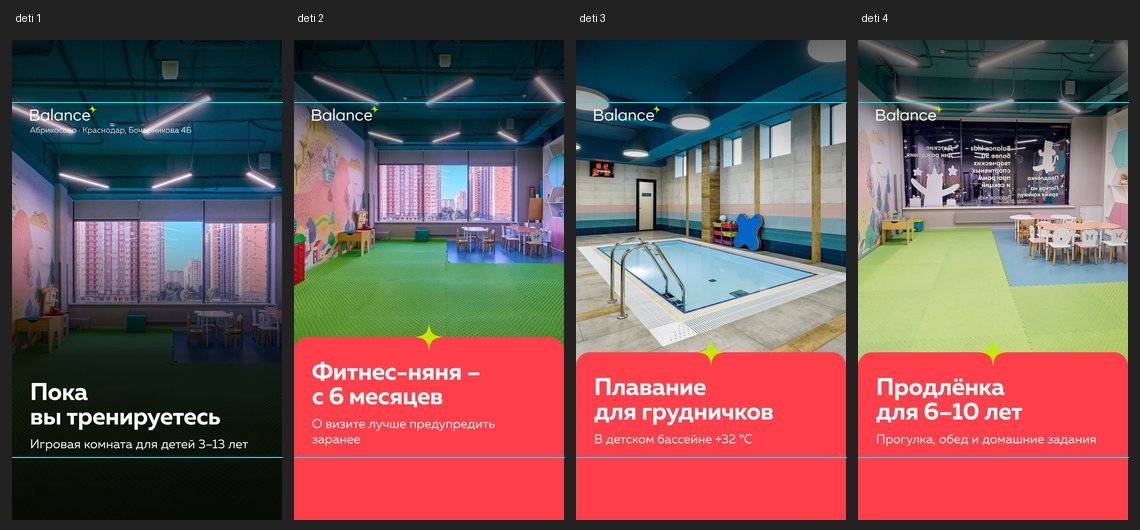 deti 1
Balance
Абрикосово · Краснодар, Бочарникова 4Б
Пока
вы тренируетесь
Игровая комната для детей 3–13 лет
deti 2
Balance
Фитнес-няня –
с 6 месяцев
О визите лучше предупредить
заранее
deti 3
Balance
Плавание
для грудничков
В детском бассейне +32 °C
deti 4
Balance
Продлёнка
для 6–10 лет
Прогулка, обед и домашние задания